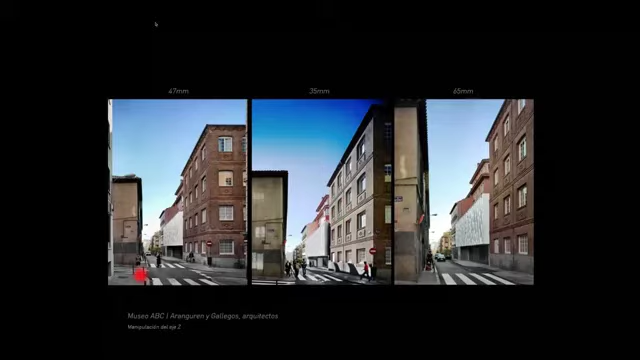 47mm 35mm 65mm
Museo ABC | Aranguren y Gallegos, arquitectos
Manipulación del eje Z